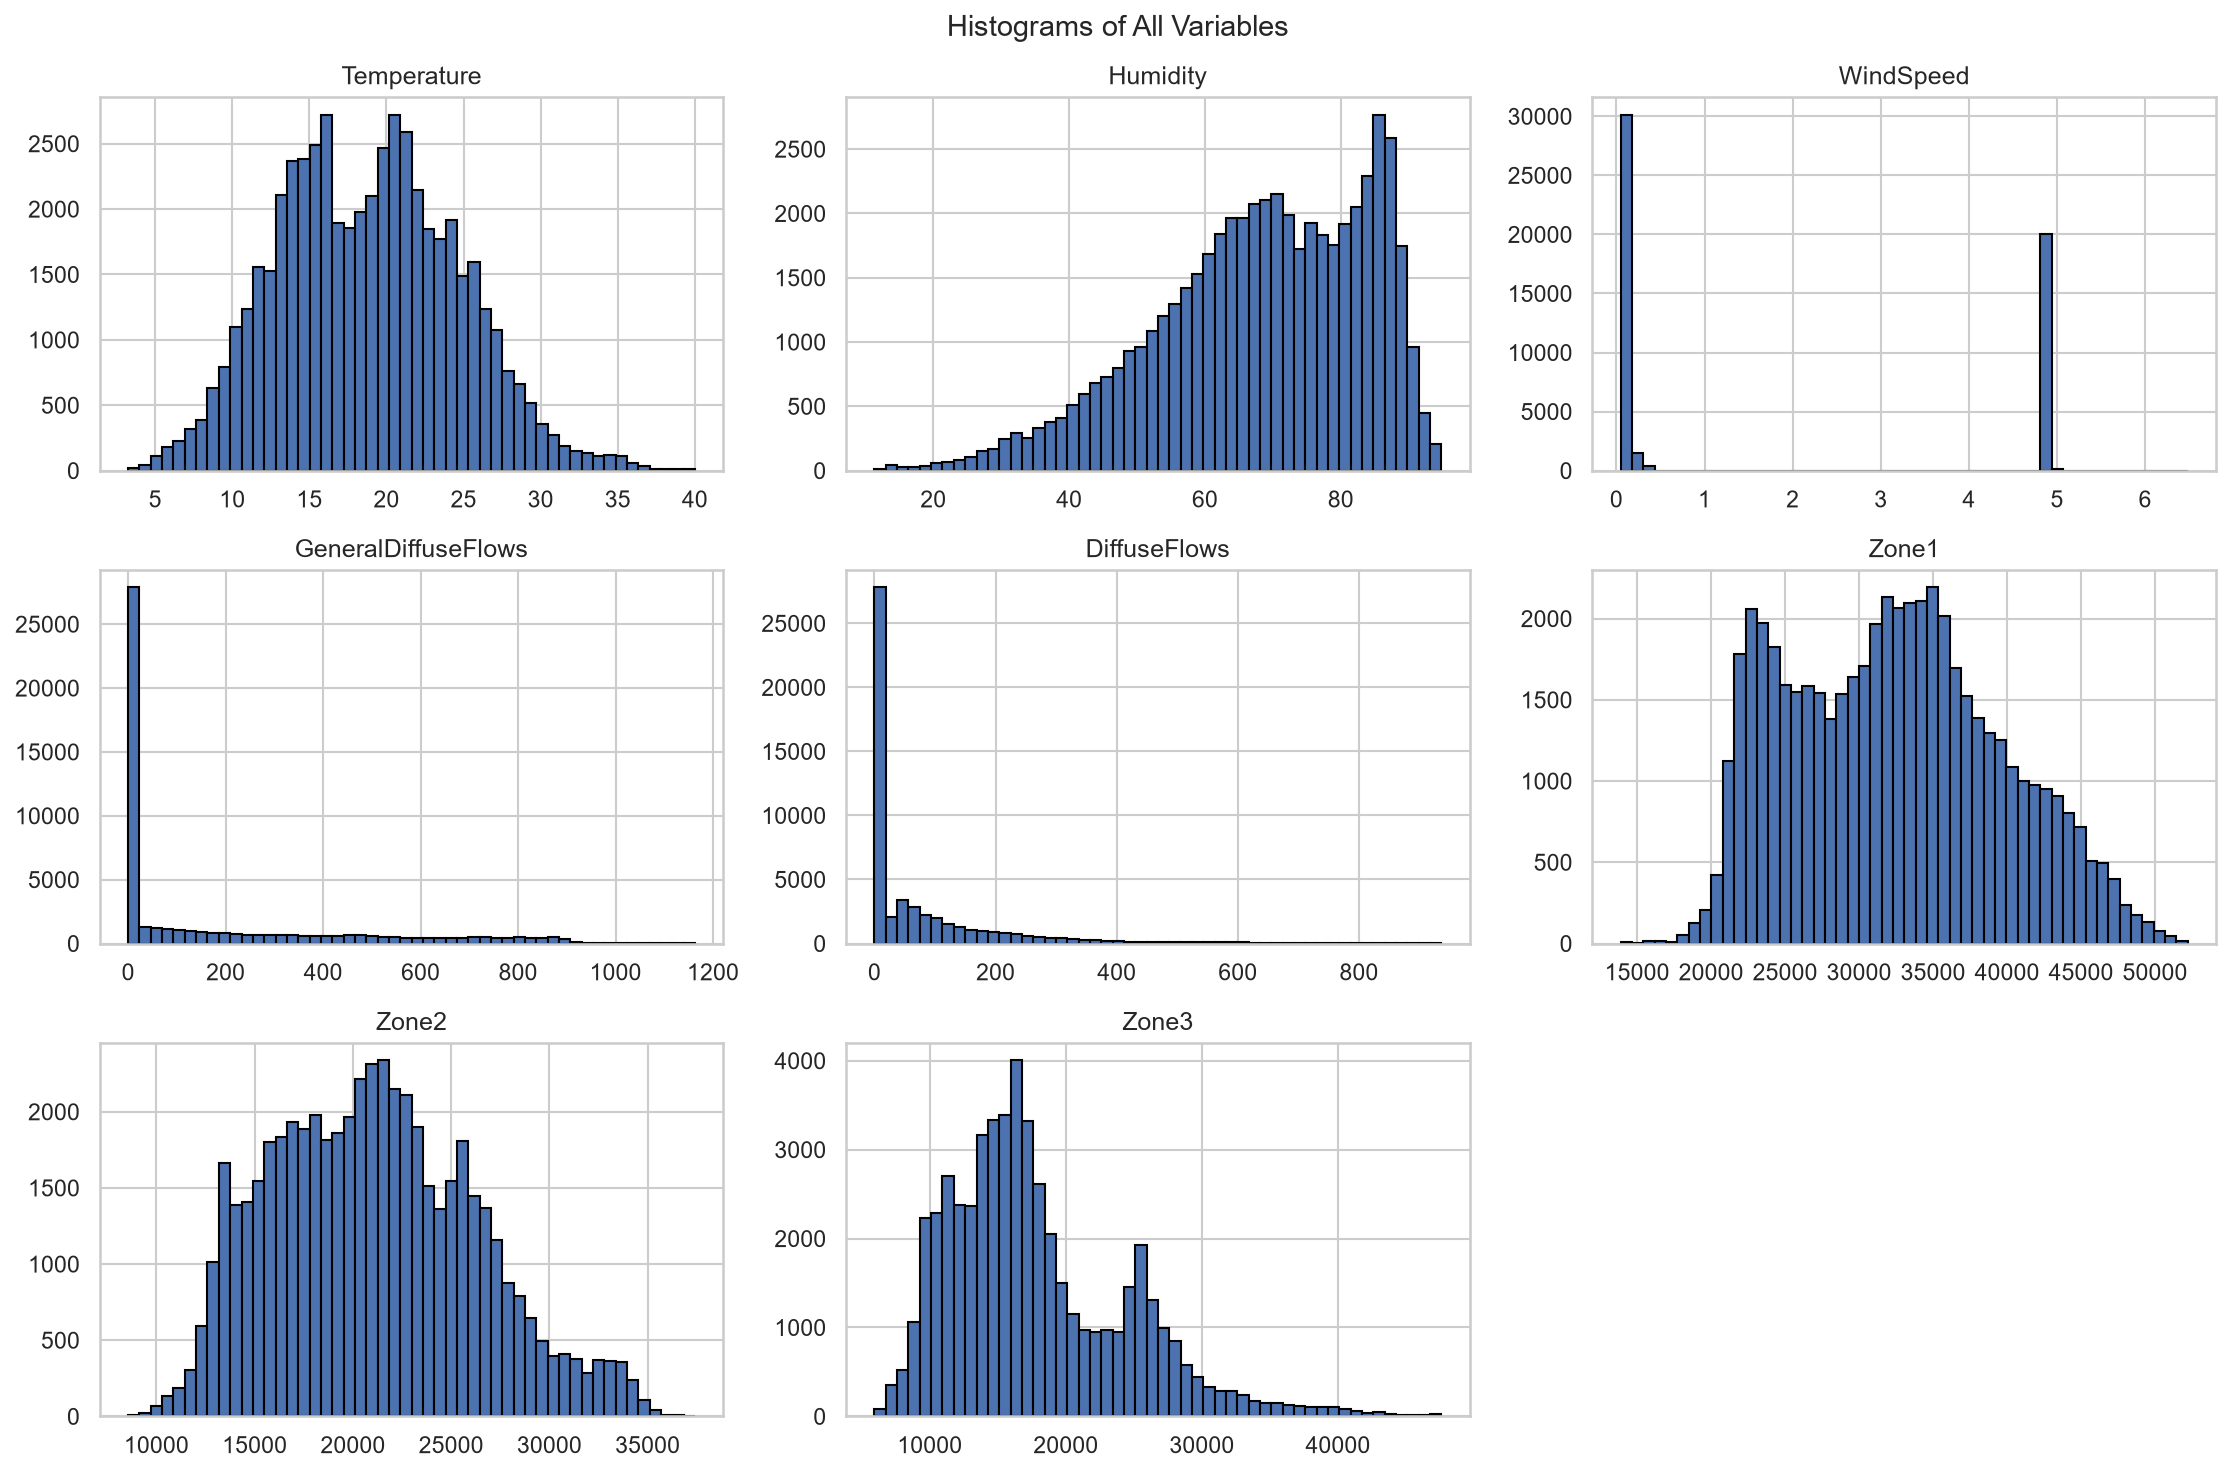 Histograms of All Variables
Temperature
2500
2000
1500
1000
500
0
5 10 15 20 25 30 35 40
Humidity
2500
2000
1500
1000
500
0
20 40 60 80
WindSpeed
30000
25000
20000
15000
10000
5000
0
0 1 2 3 4 5 6
GeneralDiffuseFlows
25000
20000
15000
10000
5000
0
0 200 400 600 800 1000 1200
DiffuseFlows
25000
20000
15000
10000
5000
0
0 200 400 600 800
Zone1
2000
1500
1000
500
0
15000 20000 25000 30000 35000 40000 45000 50000
Zone2
2000
1500
1000
500
0
10000 15000 20000 25000 30000 35000
Zone3
4000
3000
2000
1000
0
10000 20000 30000 40000